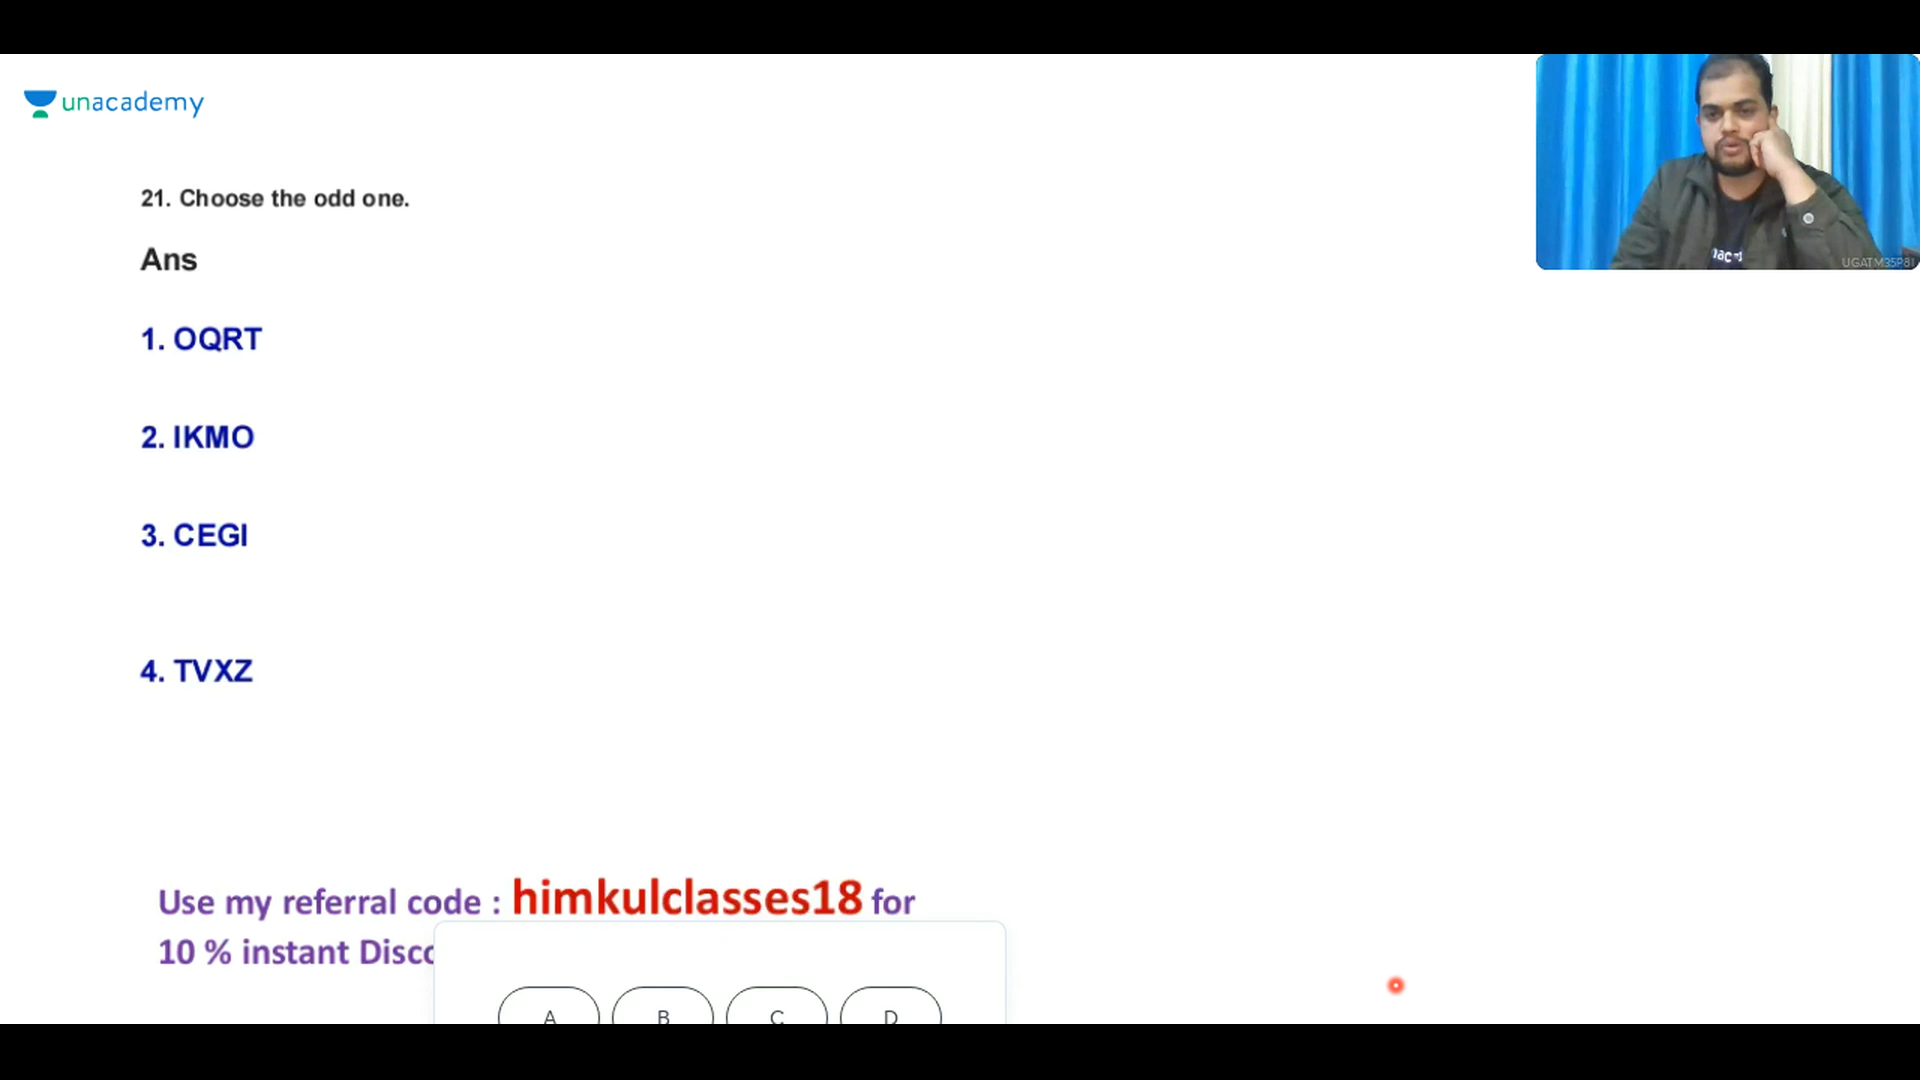 unacademy
21. Choose the odd one.
Ans
1. OQRT
2. IKMO
3. CEGI
4. TVXZ
Use my referral code : himkulclasses18 for
10 % instant
A B C D
UGATM35P8I